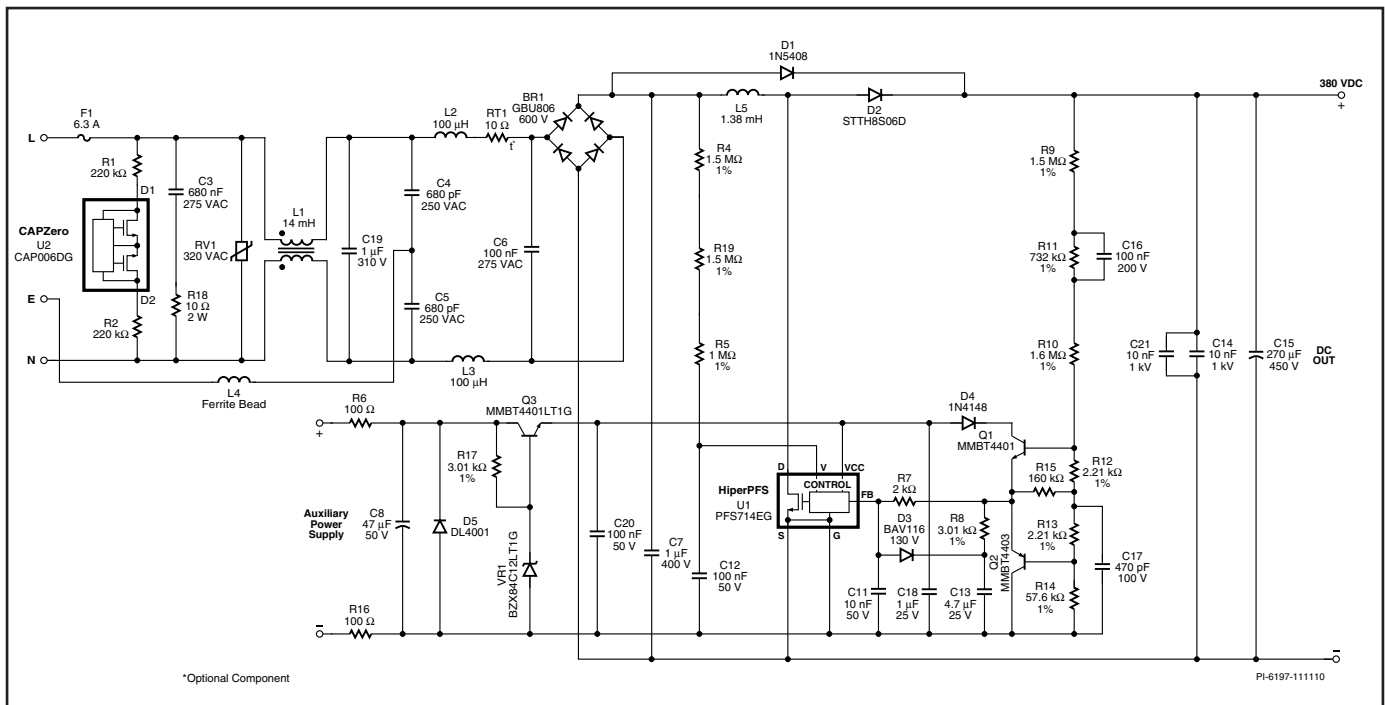 D1
1N5408
380 VDC
+
BR1
GBU806
600 V
L5
1.38 mH
D2
STTH8S06D
F1
6.3 A
L
R1
220 kΩ
D1
CAPZero
U2
CAP006DG
D2
R2
220 kΩ
E
N
C3
680 nF
275 VAC
R18
10 Ω
2 W
RV1
320 VAC
L1
14 mH
C19
1 µF
310 V
C4
680 pF
250 VAC
C5
680 pF
250 VAC
L2
100 µH
RT1
10 Ω
t°
C6
100 nF
275 VAC
L3
100 µH
L4
Ferrite Bead
R4
1.5 MΩ
1%
R19
1.5 MΩ
1%
R5
1 MΩ
1%
R9
1.5 MΩ
1%
R11
732 kΩ
1%
C16
100 nF
200 V
R10
1.6 MΩ
1%
C21
10 nF
1 kV
C14
10 nF
1 kV
C15
270 µF
450 V
DC
OUT
R6
100 Ω
+
Auxiliary
Power
Supply
C8
47 µF
50 V
D5
DL4001
R17
3.01 kΩ
1%
Q3
MMBT4401LT1G
VR1
BZX84C12LT1G
C20
100 nF
50 V
C7
1 µF
400 V
C12
100 nF
50 V
R16
100 Ω
–
D
V
VCC
CONTROL
HiperPFS
U1
PFS714EG
FB
S
G
R7
2 kΩ
D3
BAV116
130 V
C11
10 nF
50 V
C18
1 µF
25 V
C13
4.7 µF
25 V
R8
3.01 kΩ
1%
D4
1N4148
Q1
MMBT4401
R15
160 kΩ
R12
2.21 kΩ
1%
R13
2.21 kΩ
1%
Q2
MMBT4403
R14
57.6 kΩ
1%
C17
470 pF
100 V
–
*Optional Component
PI-6197-111110